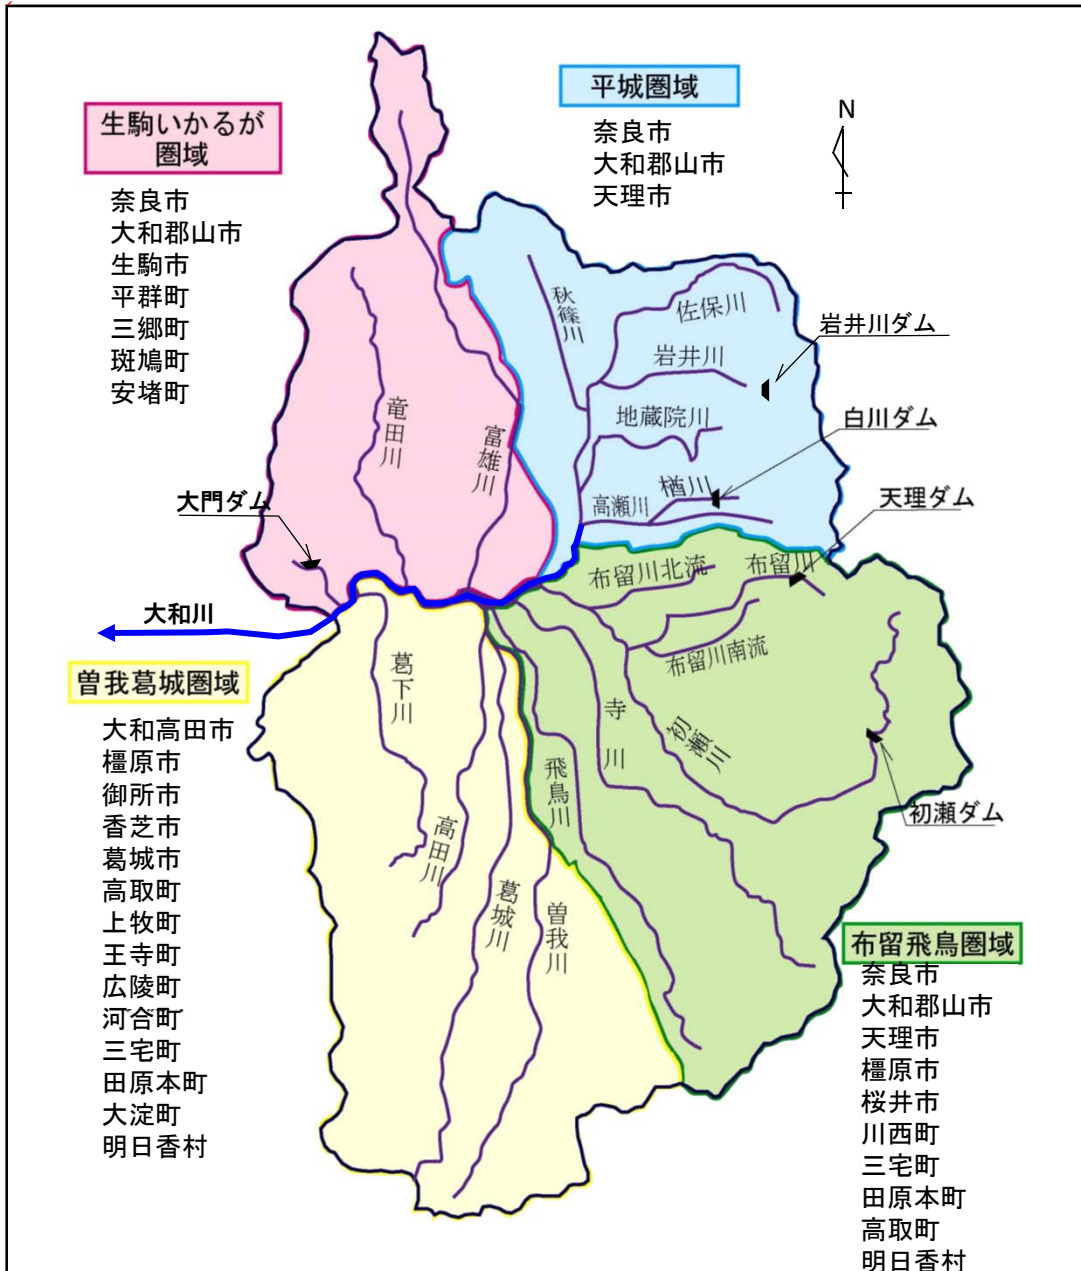 生駒いかるが
圏域
奈良市
大和郡山市
生駒市
平群町
三郷町
斑鳩町
安堵町
平城圏域
奈良市
大和郡山市
天理市
N
秋篠川
佐保川
岩井川
地蔵院川
楢川
高瀬川
岩井川ダム
白川ダム
天理ダム
竜田川
富雄川
大門ダム
大和川
布留川北流
布留川
布留川南流
初瀬川
寺川
飛鳥川
初瀬ダム
葛下川
高田川
葛城川
曽我川
曽我葛城圏域
大和高田市
橿原市
御所市
香芝市
葛城市
高取町
上牧町
王寺町
広陵町
河合町
三宅町
田原本町
大淀町
明日香村
布留飛鳥圏域
奈良市
大和郡山市
天理市
橿原市
桜井市
川西町
三宅町
田原本町
高取町
明日香村